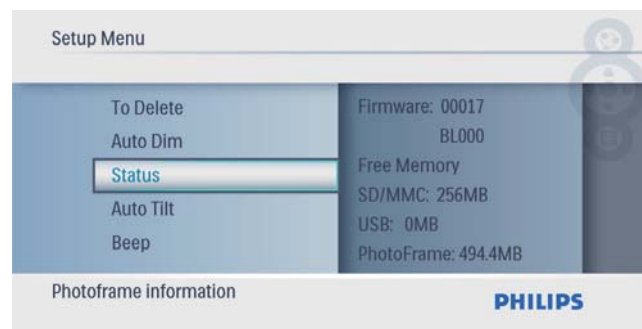 Setup Menu
To Delete
Auto Dim
Status
Auto Tilt
Beep
Firmware: 00017
BL000
Free Memory
SD/MMC: 256MB
USB: 0MB
PhotoFrame: 494.4MB
Photoframe information
PHILIPS